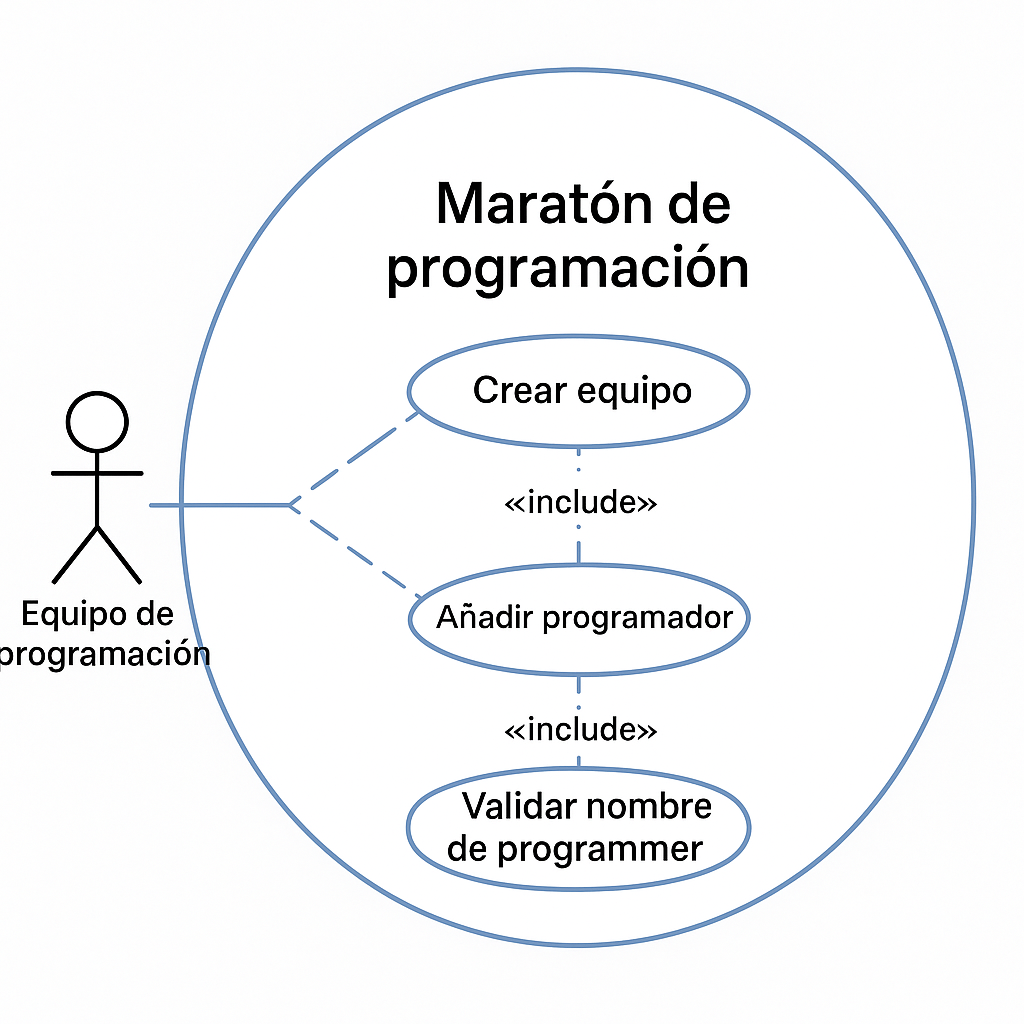 Maratón de
programación
Crear equipo
«include»
Añadir programador
«include»
Validar nombre
de programmer
Equipo de
programación